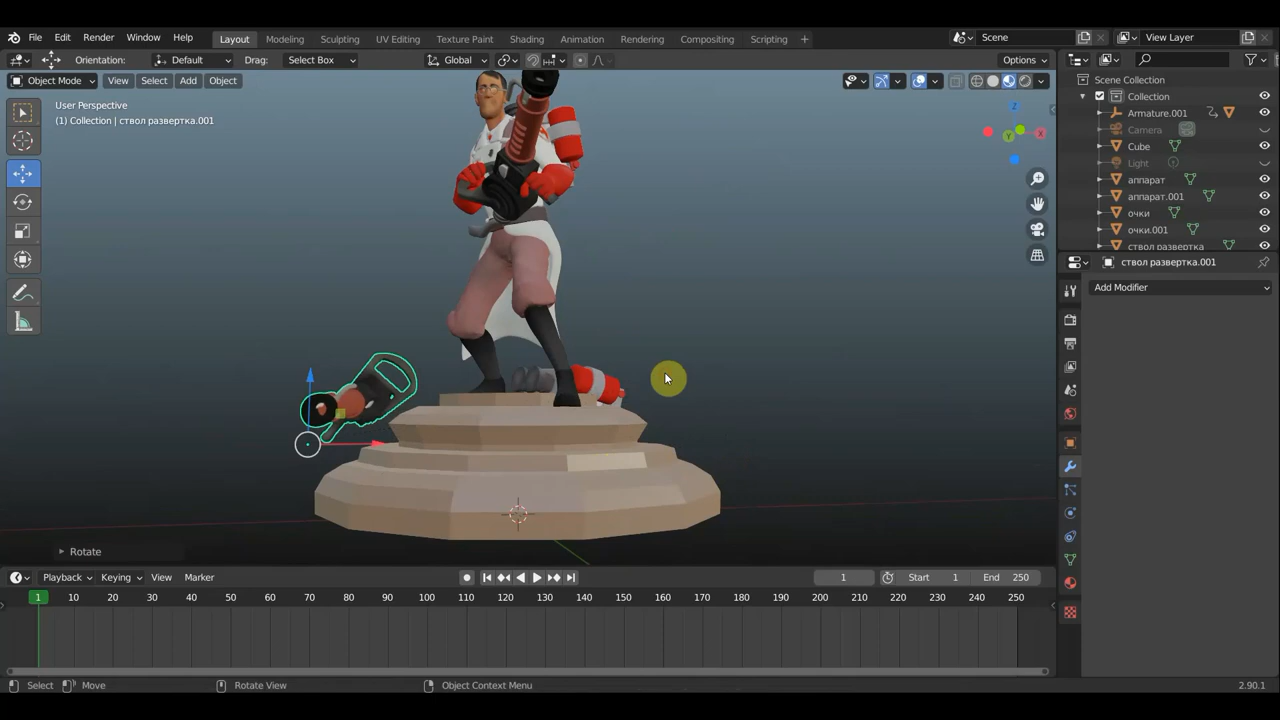 File Edit Render Window Help Layout Modeling Sculpting UV Editing Texture Paint Shading Animation Rendering Compositing Scripting + Scene View Layer
Orientation: Default Drag: Select Box Global Options
Object Mode View Select Add Object
User Perspective
(1) Collection | ствол развертка.001
Scene Collection
Collection
Armature.001
Camera
Cube
Light
аппарат
аппарат.001
очки
очки.001
ствол развертка
ствол развертка.001
Add Modifier
Z
Y
X
Rotate
Playback Keying View Marker 1 Start 1 End 250
1 10 20 30 40 50 60 70 80 90 100 110 120 130 140 150 160 170 180 190 200 210 220 230 240 250
Select Move Rotate View Object Context Menu 2.90.1